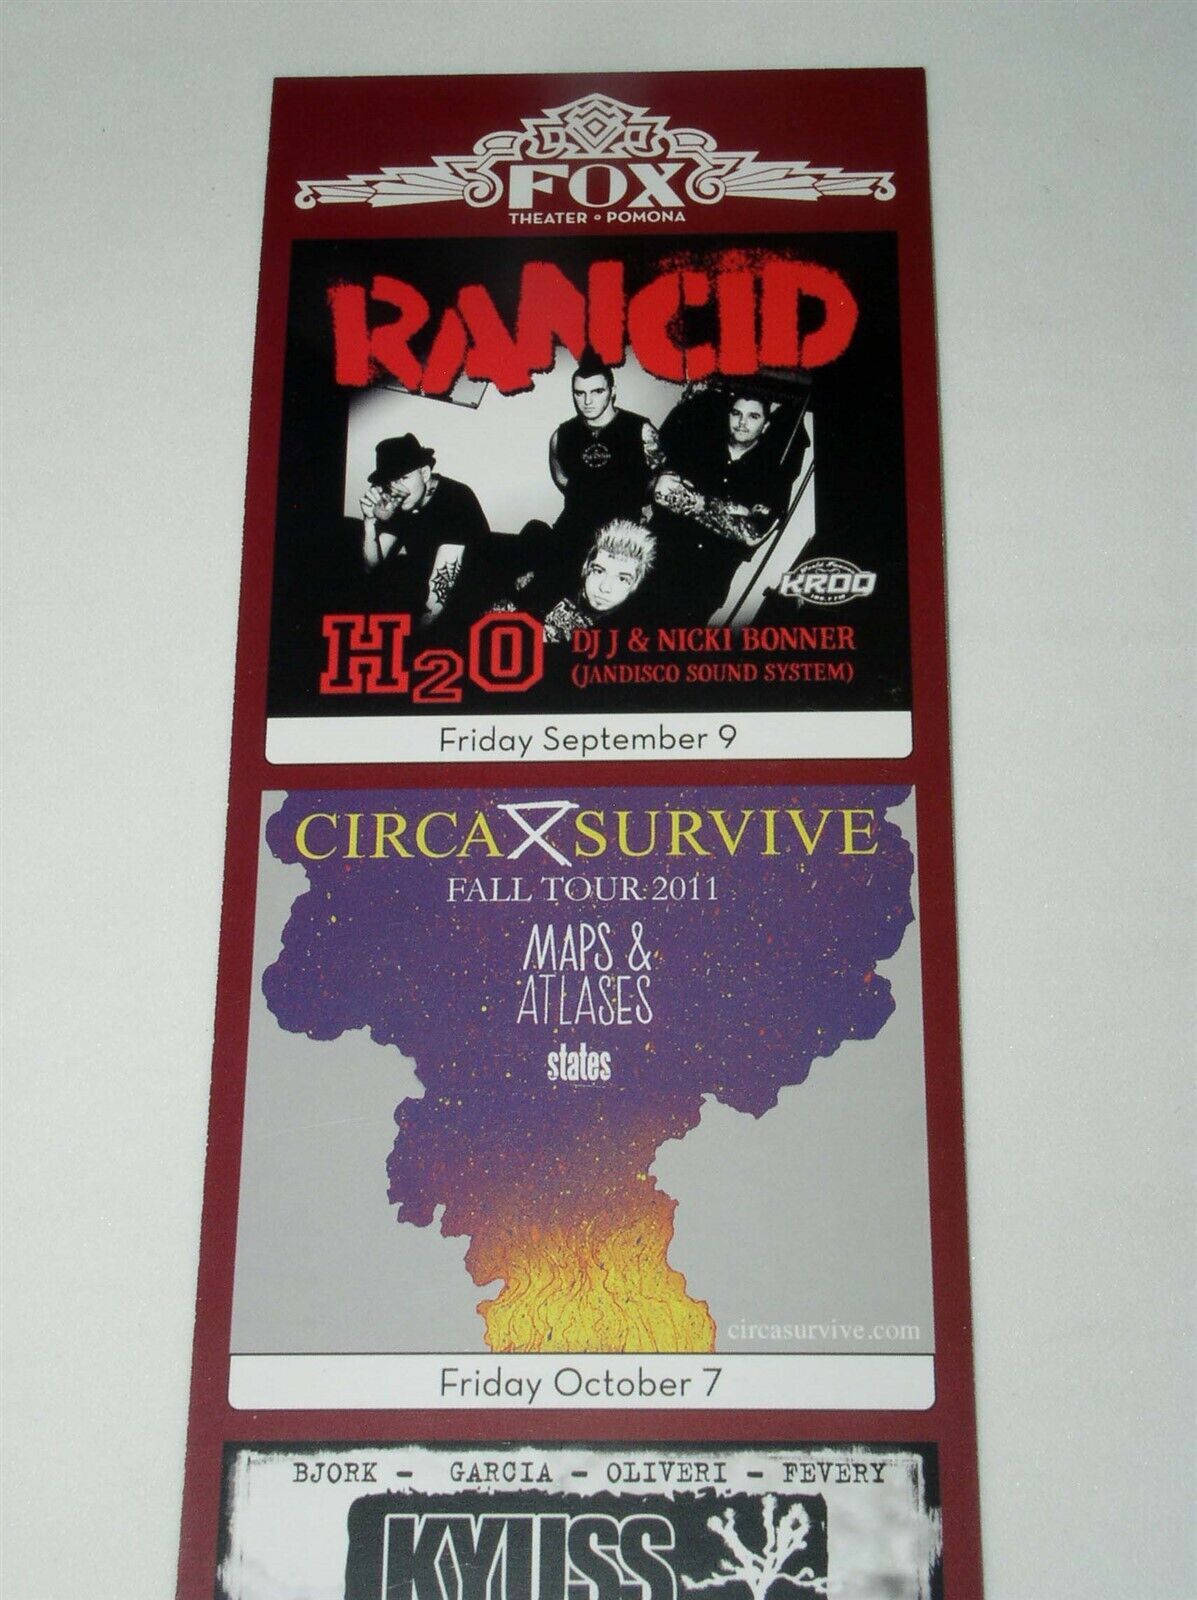 FOX
THEATER • POMONA
RANCID
KROQ
H2O
DJ J & NICKI BONNER
(JANDISCO SOUND SYSTEM)
Friday September 9
CIRCA SURVIVE
FALL TOUR 2011
MAPS &
ATLASES
states
circasurvive.com
Friday October 7
BJORK - GARCIA - OLIVERI - FEVERY
KYUSS